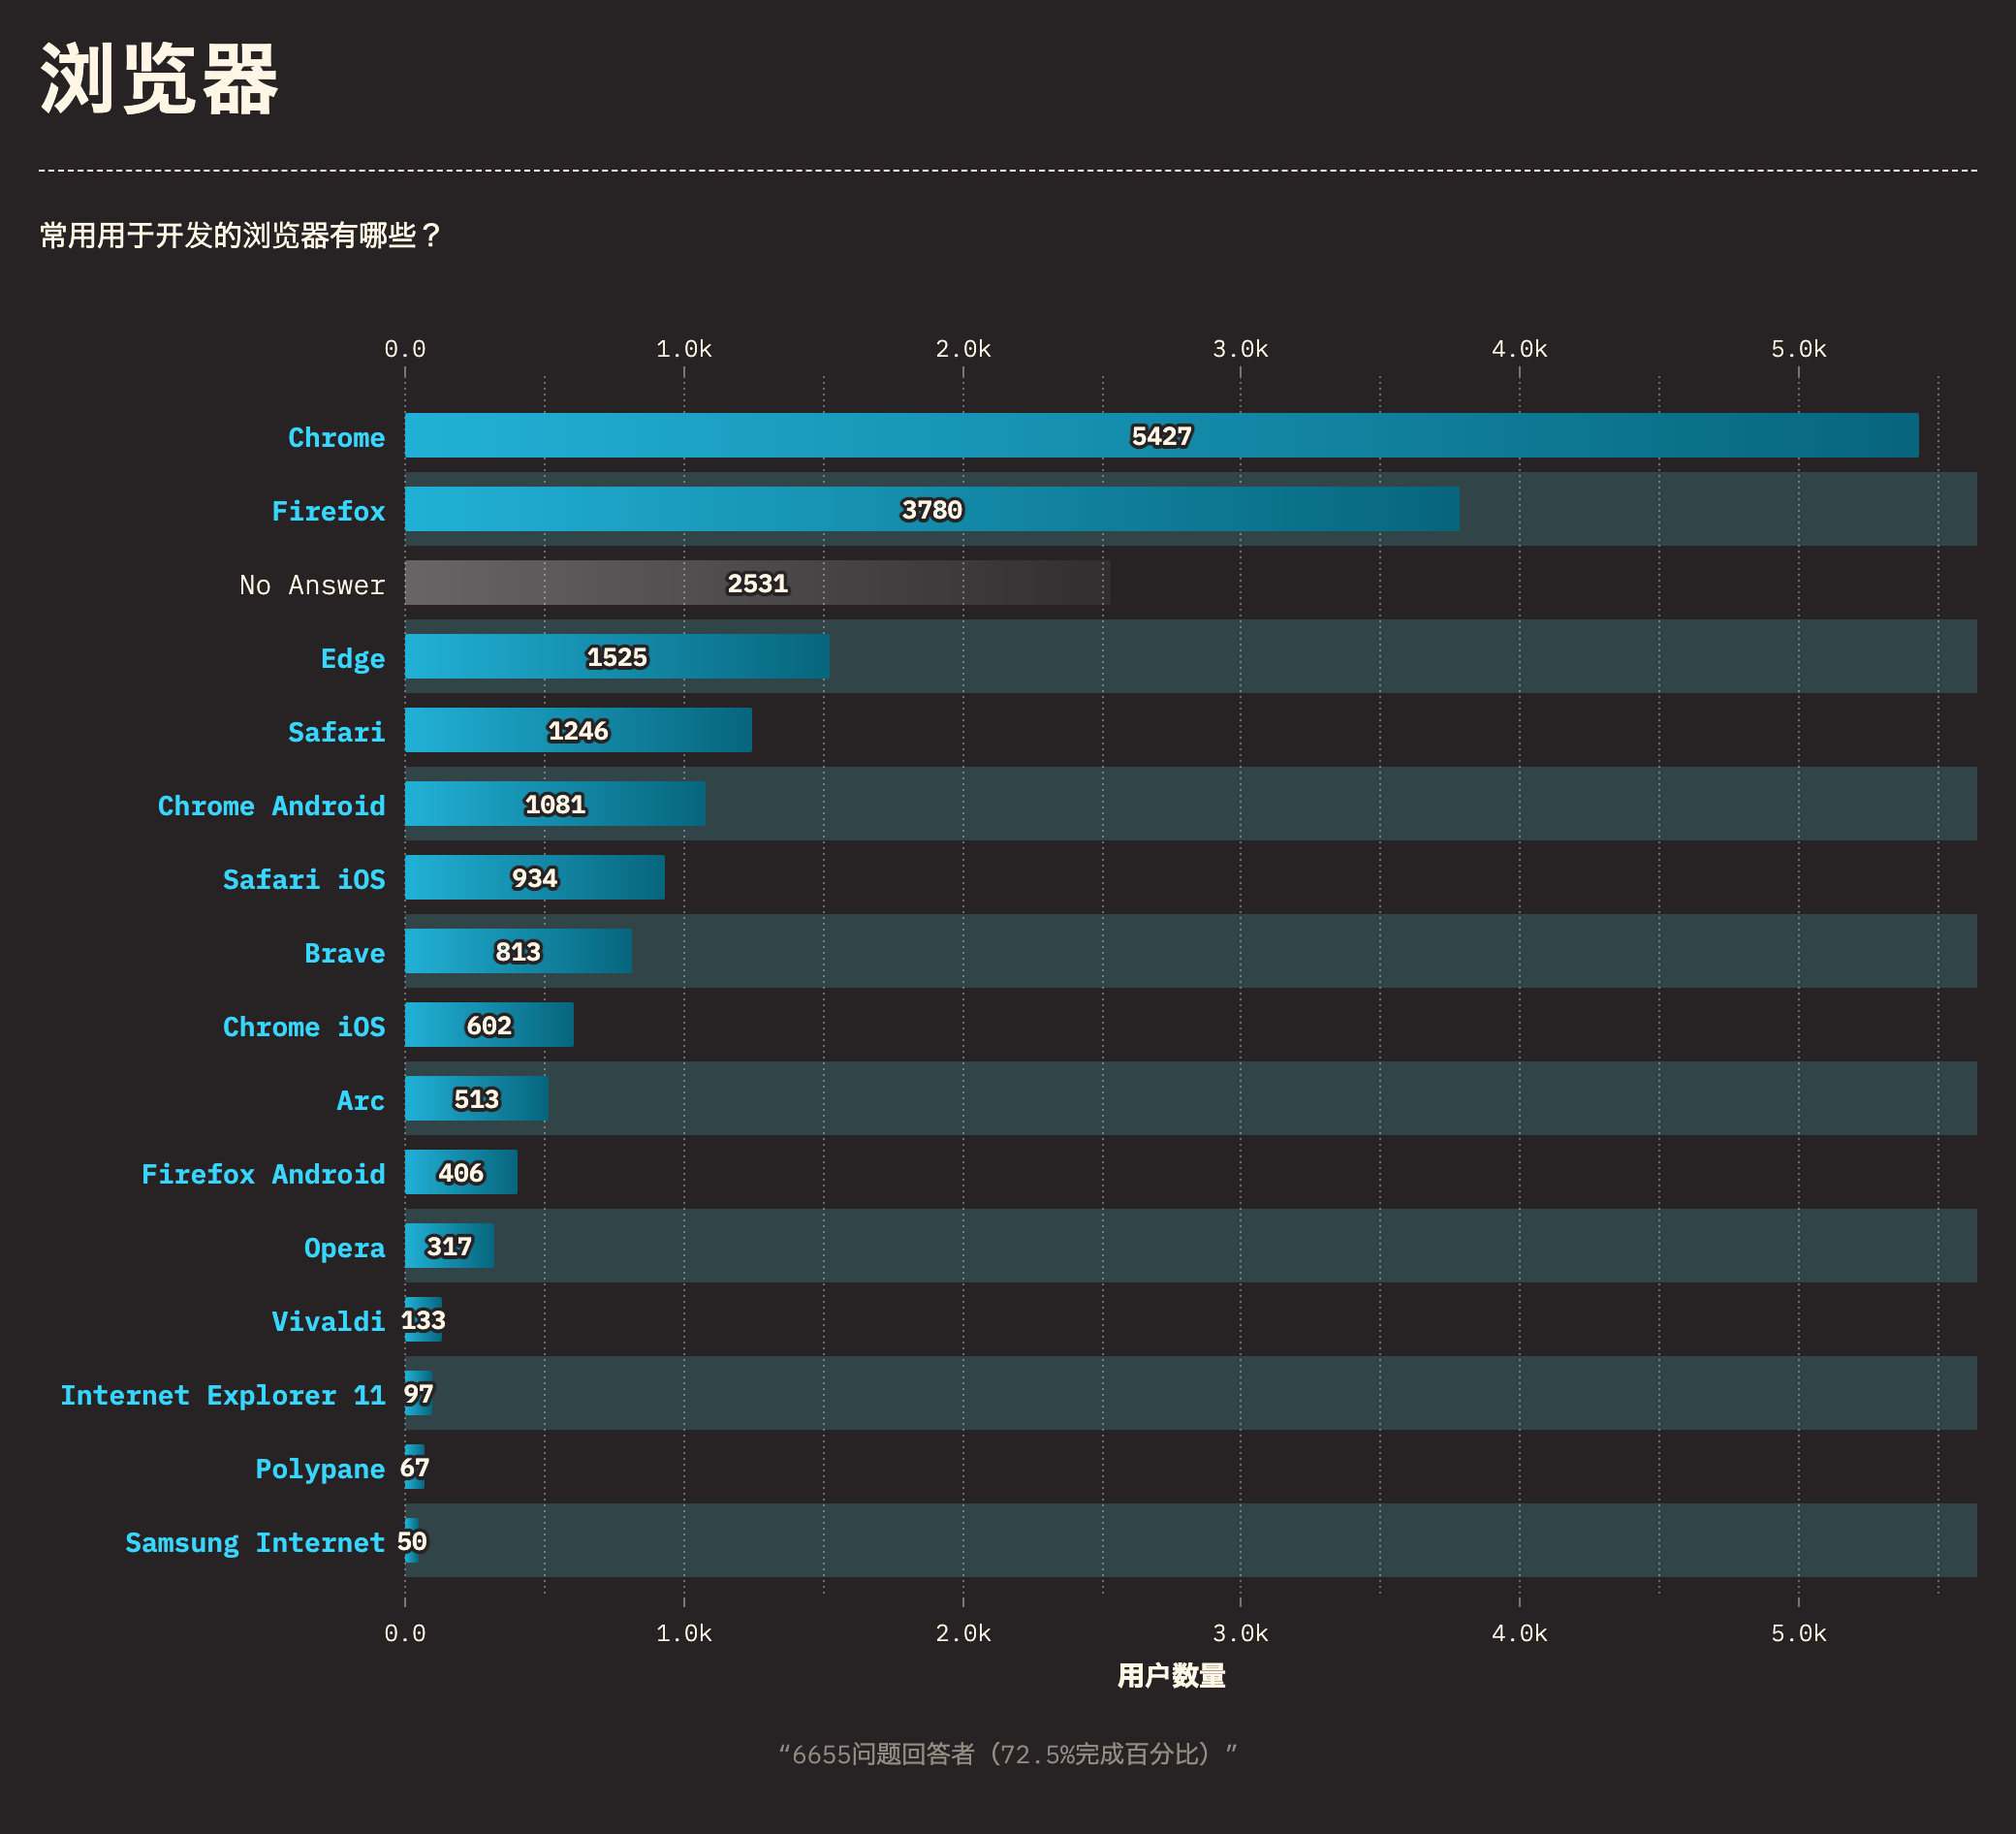 浏览器
常用用于开发的浏览器有哪些？
0.0 1.0k 2.0k 3.0k 4.0k 5.0k
Chrome 5427
Firefox 3780
No Answer 2531
Edge 1525
Safari 1246
Chrome Android 1081
Safari iOS 934
Brave 813
Chrome iOS 602
Arc 513
Firefox Android 406
Opera 317
Vivaldi 133
Internet Explorer 11 97
Polypane 67
Samsung Internet 50
0.0 1.0k 2.0k 3.0k 4.0k 5.0k
用户数量
“6655问题回答者（72.5%完成百分比）”